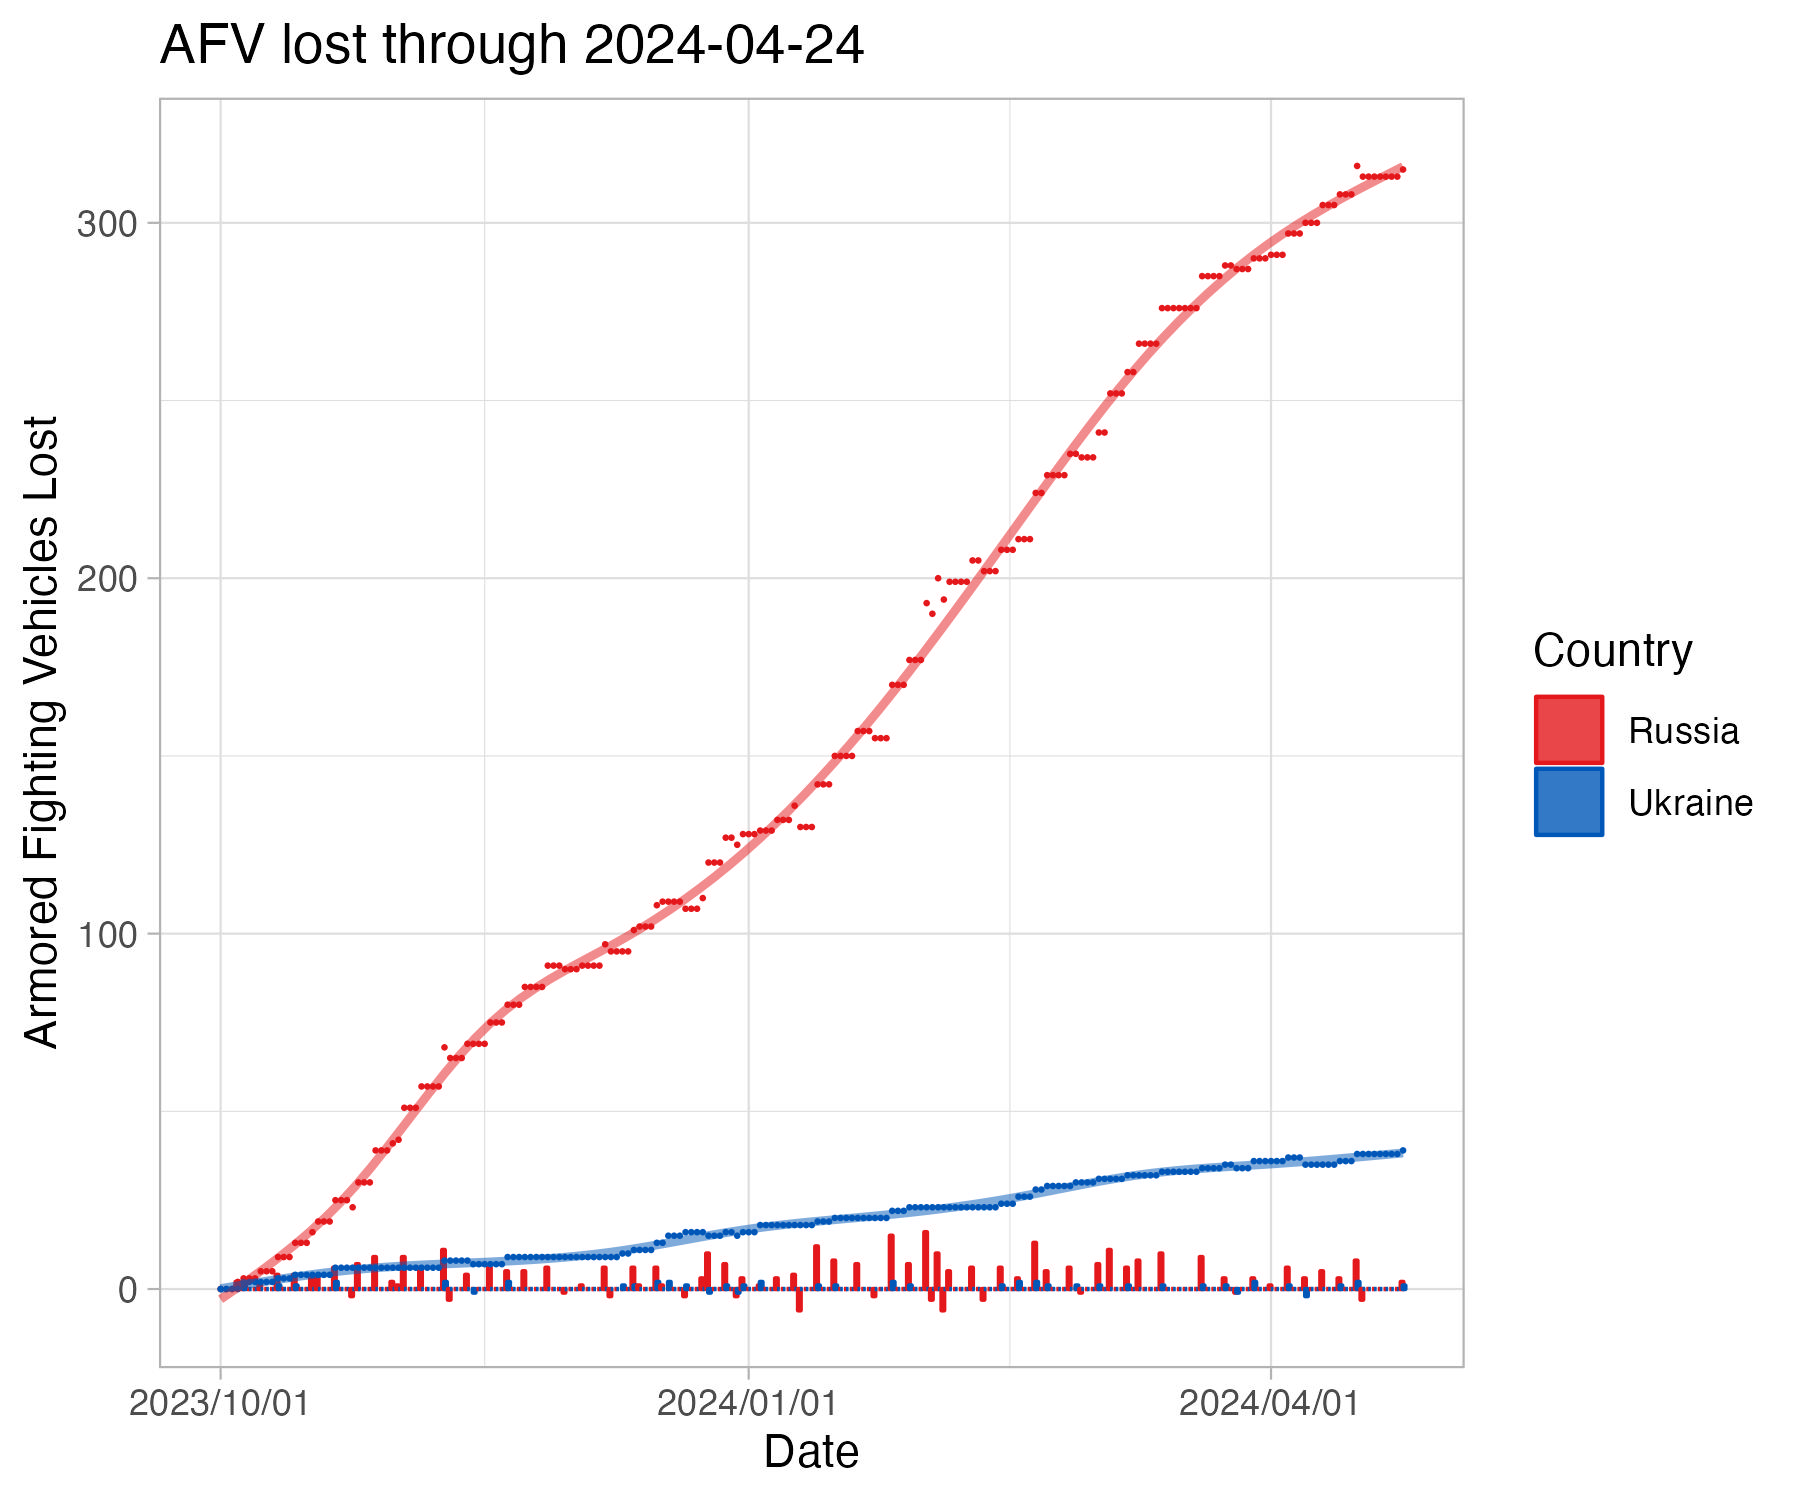 AFV lost through 2024-04-24
Armored Fighting Vehicles Lost
300
200
100
0
2023/10/01
2024/01/01
2024/04/01
Date
Country
Russia
Ukraine